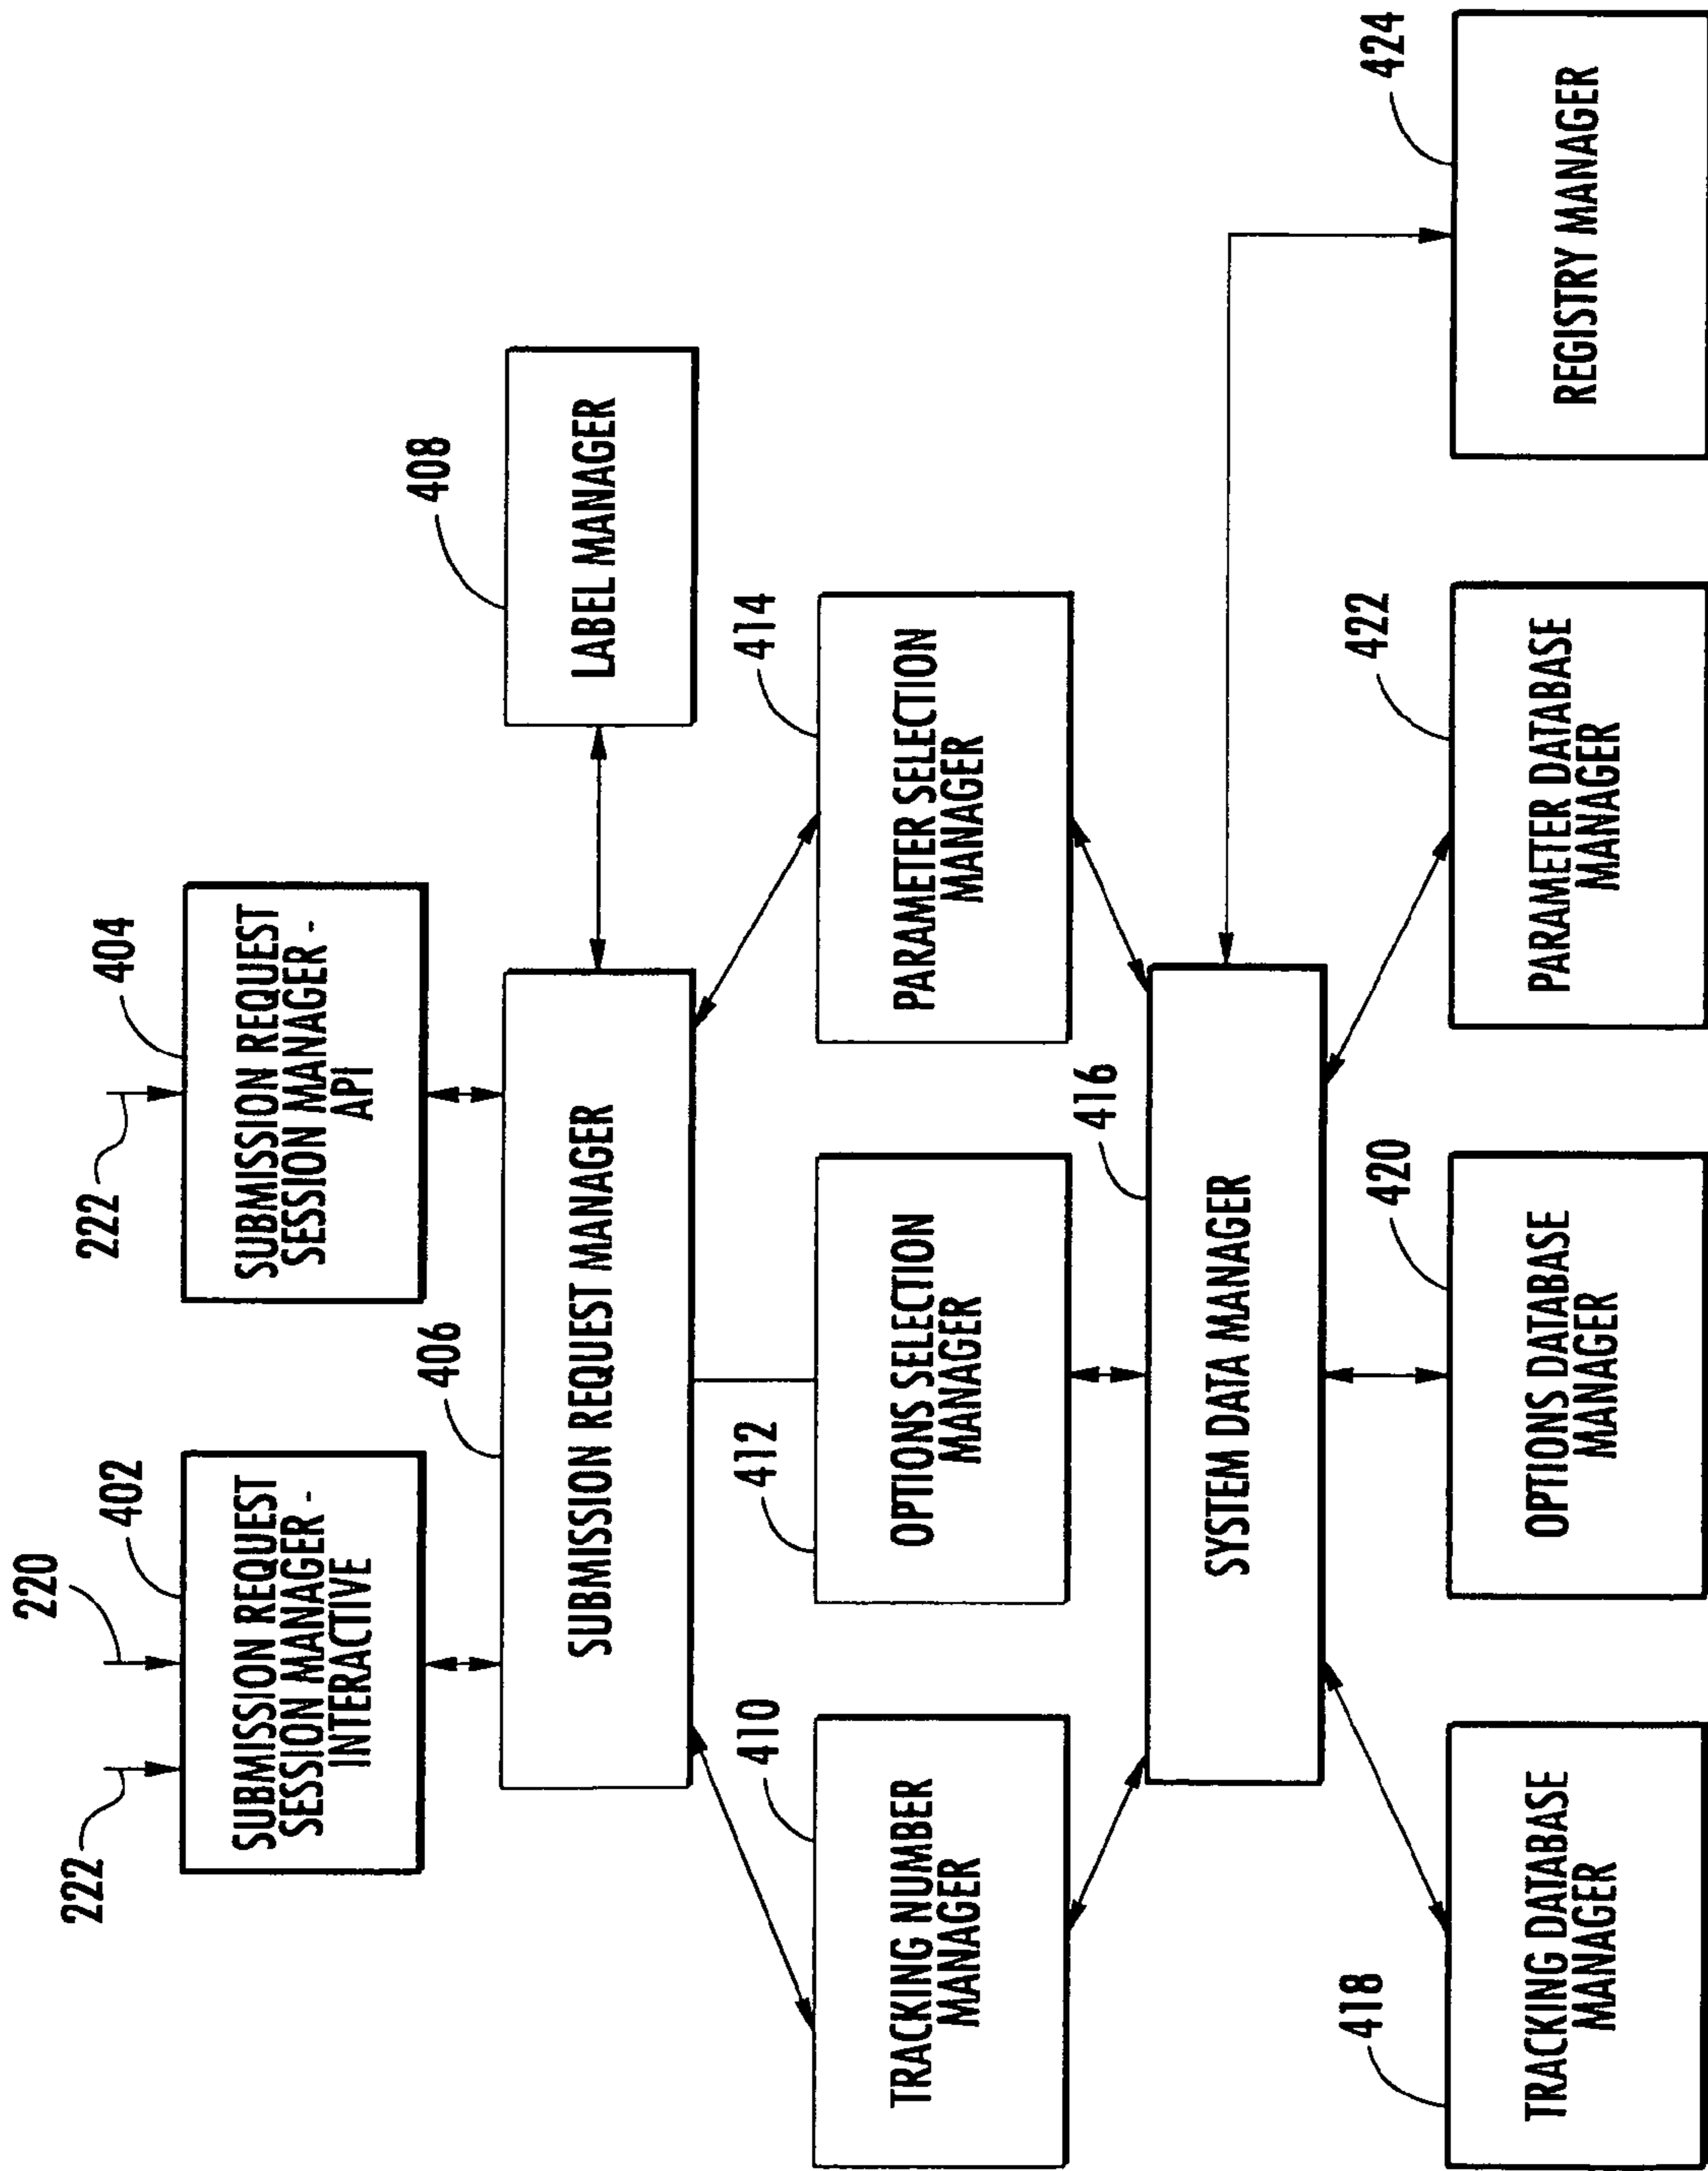 220
222
402
SUBMISSION REQUEST
SESSION MANAGER -
INTERACTIVE
222
404
SUBMISSION REQUEST
SESSION MANAGER -
API
406
SUBMISSION REQUEST MANAGER
408
LABEL MANAGER
410
TRACKING NUMBER
MANAGER
412
OPTIONS SELECTION
MANAGER
414
PARAMETER SELECTION
MANAGER
416
SYSTEM DATA MANAGER
418
TRACKING DATABASE
MANAGER
420
OPTIONS DATABASE
MANAGER
422
PARAMETER DATABASE
MANAGER
424
REGISTRY MANAGER